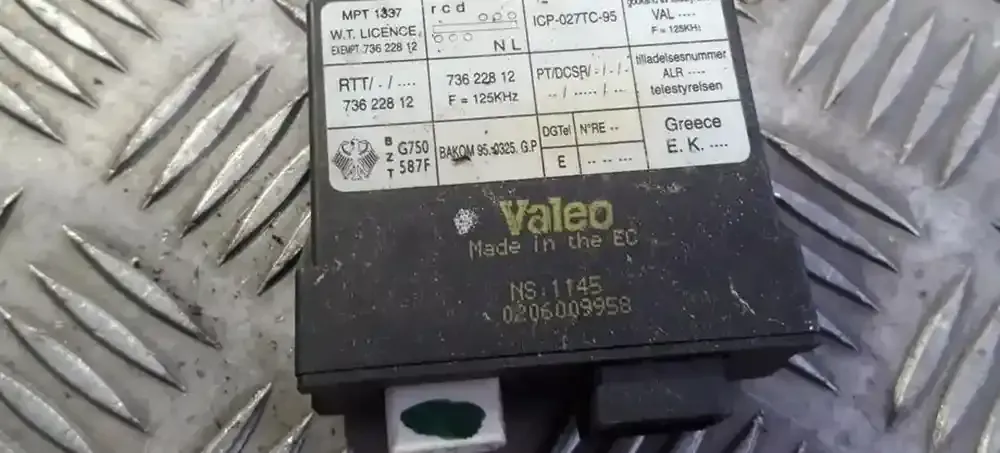 MPT 1337
W.T. LICENCE
EXEMPT 736 228 12
r c d
N L
ICP-027TC-95
VAL ----
F = 125KHz
RTT/ - / ----
736 228 12
736 228 12
F = 125KHz
PT/DCSR/ - / - / -
-- / ----- / ---
tilladelsesnummer
ALR ----
telestyrelsen
BZT
G750
587F
BAKOM 95.0325. G.P
DGTel
E
N°RE --
-- -- ---
Greece
E. K. ----
Valeo
Made in the EC
NS:1145
0206009958